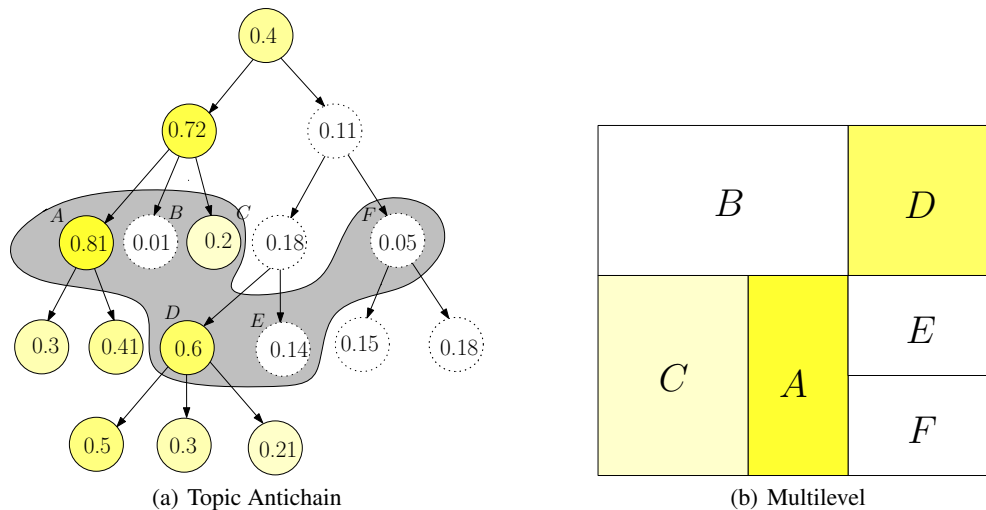 0.4
0.72
0.11
A
B
C
F
0.81
0.01
0.2
0.18
0.05
D
E
0.3
0.41
0.6
0.14
0.15
0.18
0.5
0.3
0.21
(a) Topic Antichain
B
D
C
A
E
F
(b) Multilevel